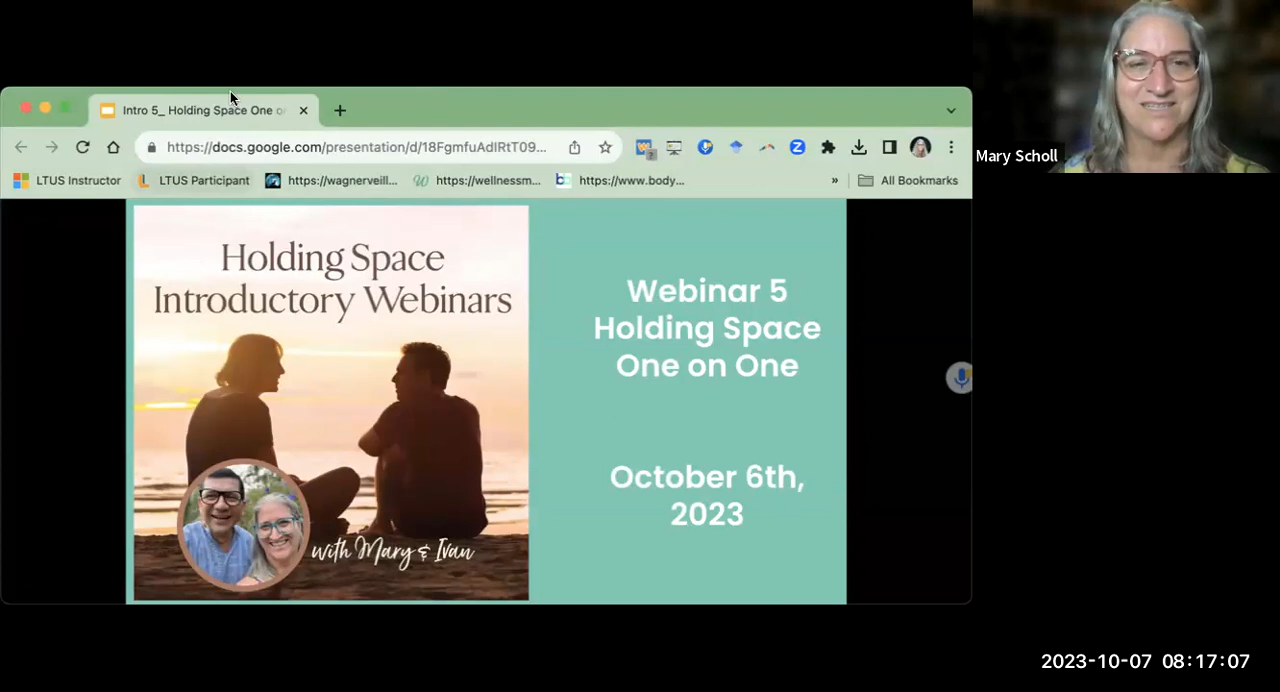 Intro 5_ Holding Space One o
https://docs.google.com/presentation/d/18FgmfuAdIRtT09...
LTUS Instructor
LTUS Participant
https://wagnerveill...
https://wellnessm...
https://www.body...
»
All Bookmarks
Holding Space
Introductory Webinars
with Mary & Ivan
Webinar 5
Holding Space
One on One
October 6th,
2023
Mary Scholl
2023-10-07 08:17:07